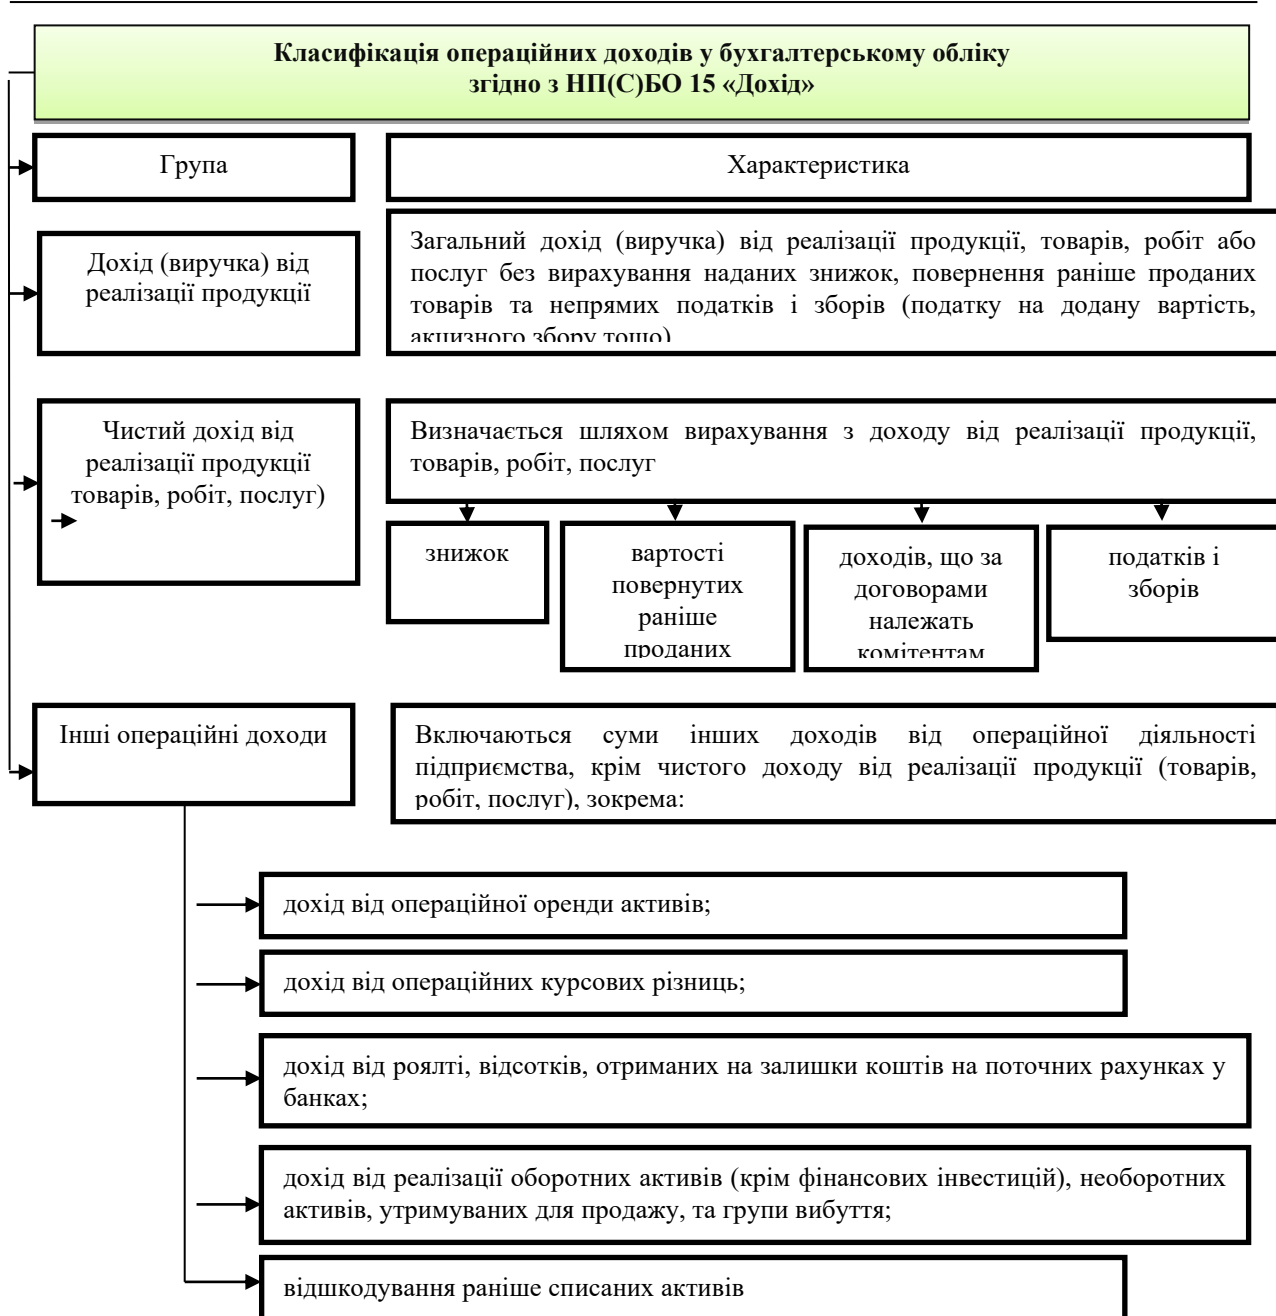 Класифікація операційних доходів у бухгалтерському обліку
згідно з НП(С)БО 15 «Дохід»
Група
Характеристика
Дохід (виручка) від
реалізації продукції
Загальний дохід (виручка) від реалізації продукції, товарів, робіт або
послуг без вирахування наданих знижок, повернення раніше проданих
товарів та непрямих податків і зборів (податку на додану вартість,
акцизного збору тощо)
Чистий дохід від
реалізації продукції
товарів, робіт, послуг)
Визначається шляхом вирахування з доходу від реалізації продукції,
товарів, робіт, послуг
знижок
вартості
повернутих
раніше
проданих
доходів, що за
договорами
належать
комітентам
податків і
зборів
Інші операційні доходи
Включаються суми інших доходів від операційної діяльності
підприємства, крім чистого доходу від реалізації продукції (товарів,
робіт, послуг), зокрема:
дохід від операційної оренди активів;
дохід від операційних курсових різниць;
дохід від роялті, відсотків, отриманих на залишки коштів на поточних рахунках у
банках;
дохід від реалізації оборотних активів (крім фінансових інвестицій), необоротних
активів, утримуваних для продажу, та групи вибуття;
відшкодування раніше списаних активів